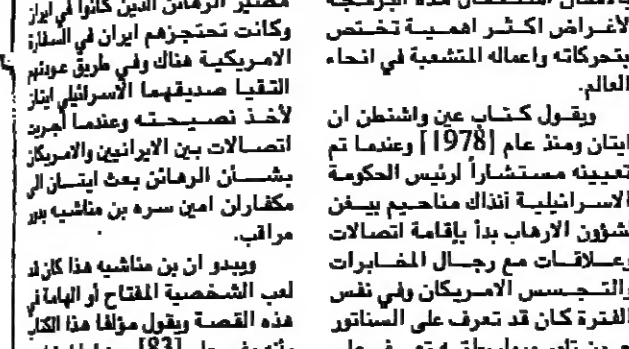 لأغراض اكثر اهمية تختص
بتحركاته واعماله المتشعبة في انحاء
العالم.
ويقول كتاب عين واشنطن ان
ايتان ومنذ عام [1978] وعندما تم
تعيينه مستشاراً لرئيس الحكومة
الاسرائيلية آنذاك مناحيم بيغن
لشؤون الارهاب بدأ بإقامة اتصالات
وعلاقات مع رجال المخابرات
والتجسس الامريكان وفي نفس
الفترة كان قد تعرف على السناتور
مصير الرهائن الذين كانوا في ايران
وكانت تحتجزهم ايران في السفارة
الامريكية هناك وفي طريق عودتهم
التقيا صديقهما الاسرائيلي ايتان
لأخذ نصيحته وعندما اجريت
اتصالات بين الايرانيين والامريكان
بشأن الرهائن بعث ايتان الى
مكفارلن امين سره بن مناشيه بدور
مراقب.
ويبدو ان بن مناشيه هذا كان قد
لعب الشخصية المفتاح أو الهامة في
هذه القصة ويقول مؤلفا هذا الكتاب
[83]